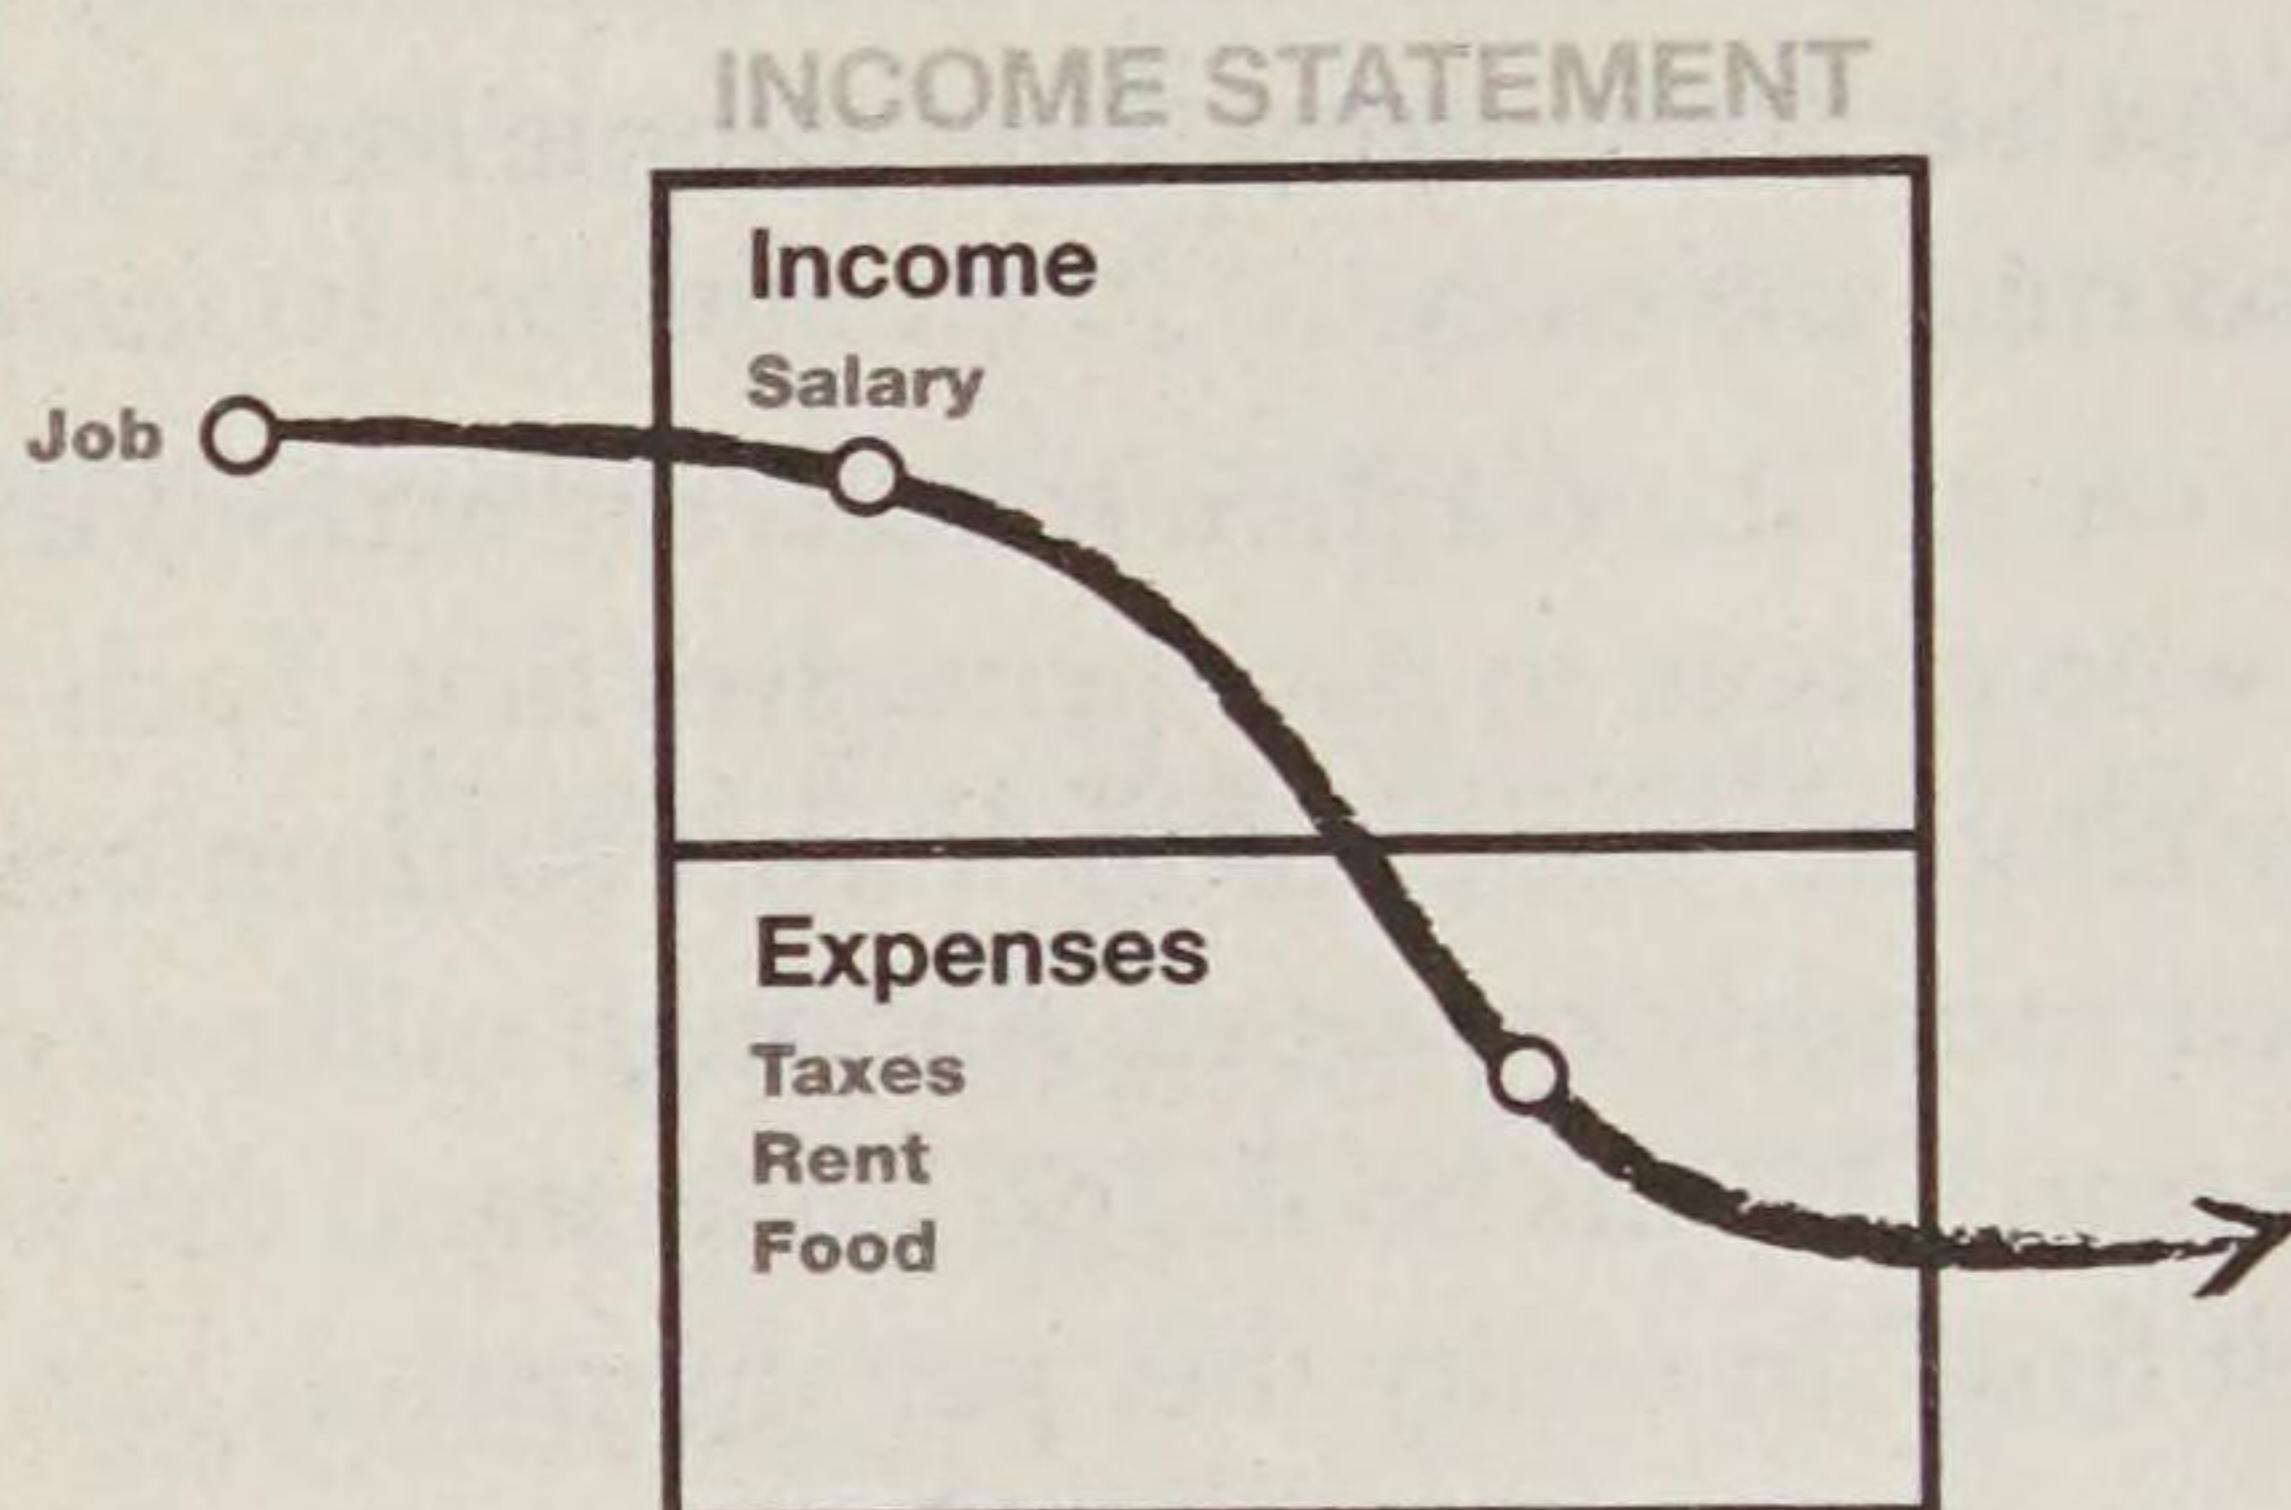 INCOME STATEMENT
Income
Salary
Job
Expenses
Taxes
Rent
Food